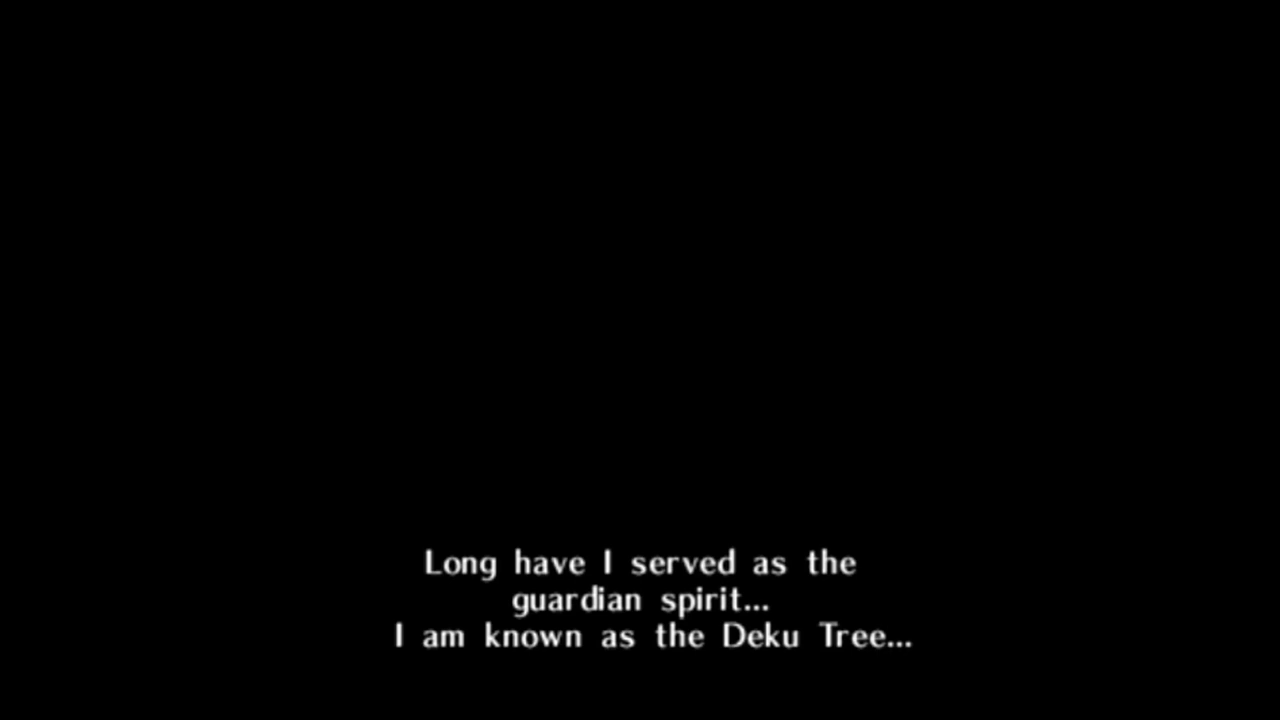 Long have I served as the
guardian spirit...
I am known as the Deku Tree...